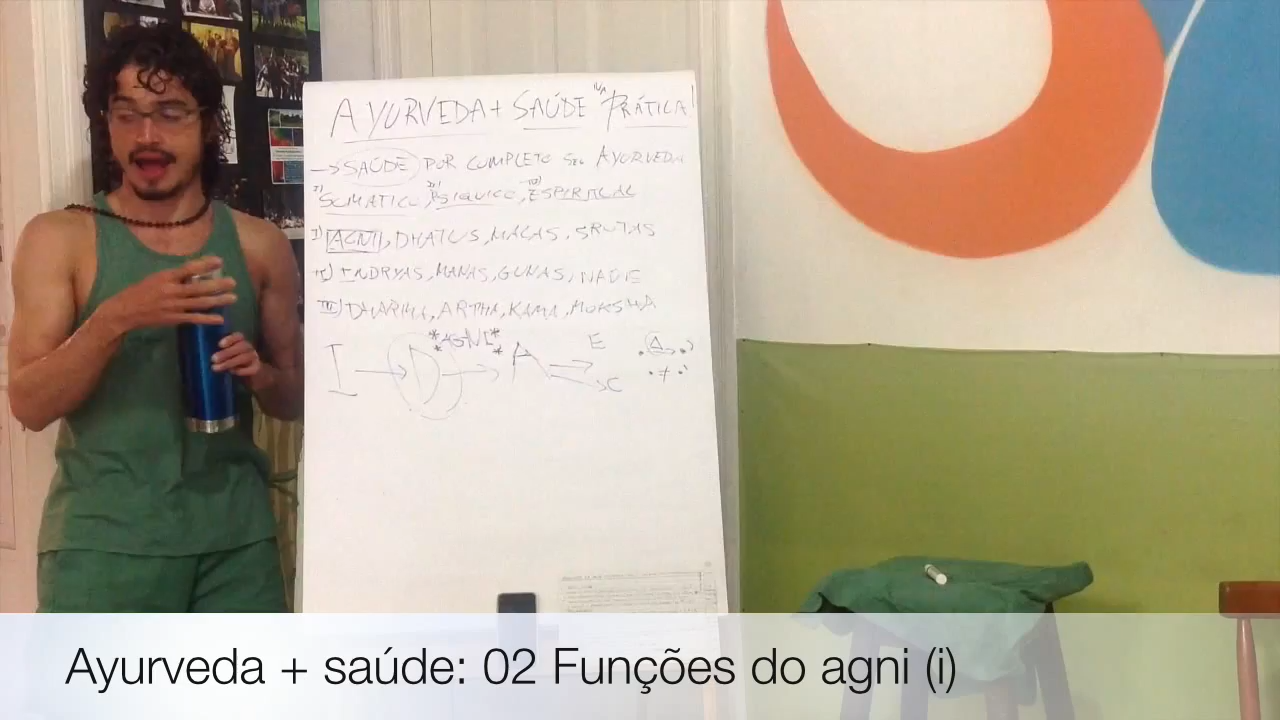 AYURVEDA + SAÚDE "NA PRÁTICA!
→ SAÚDE POR COMPLETO SEG AYURVEDA
I) SOMATICO, II) PSIQUICO, III) ESPIRITUAL
I) AGNI, DHATUS, MALAS, SROTAS
II) INDRYAS, MANAS, GUNAS, NADIS
III) DHARMA, ARTHA, KAMA, MOKSHA
*AGNI*
I → D → A
E
C
Ayurveda + saúde: 02 Funções do agni (i)